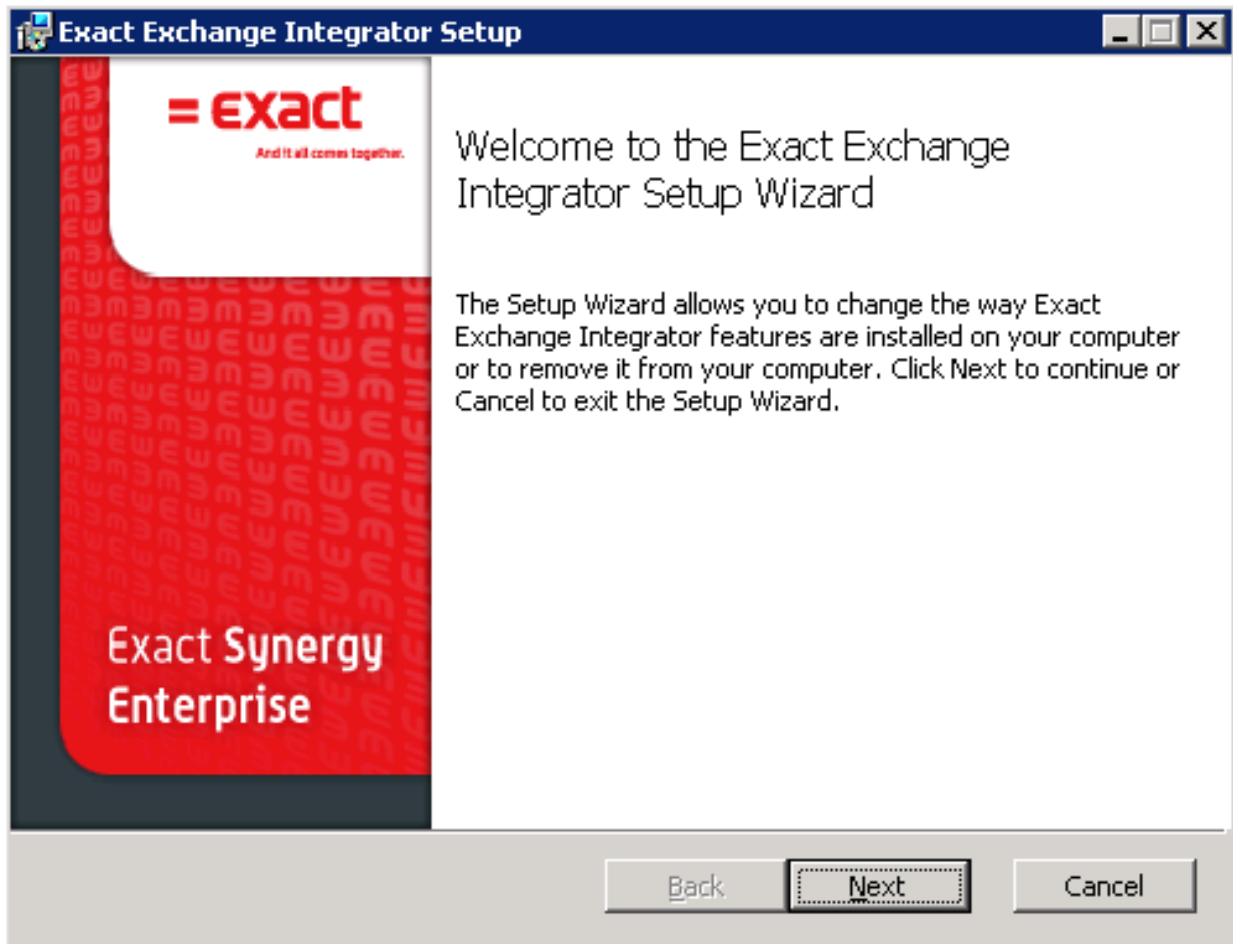 Exact Exchange Integrator Setup
= exact
And it all comes together.
Welcome to the Exact Exchange
Integrator Setup Wizard
The Setup Wizard allows you to change the way Exact
Exchange Integrator features are installed on your computer
or to remove it from your computer. Click Next to continue or
Cancel to exit the Setup Wizard.
Exact Synergy
Enterprise
Back
Next
Cancel